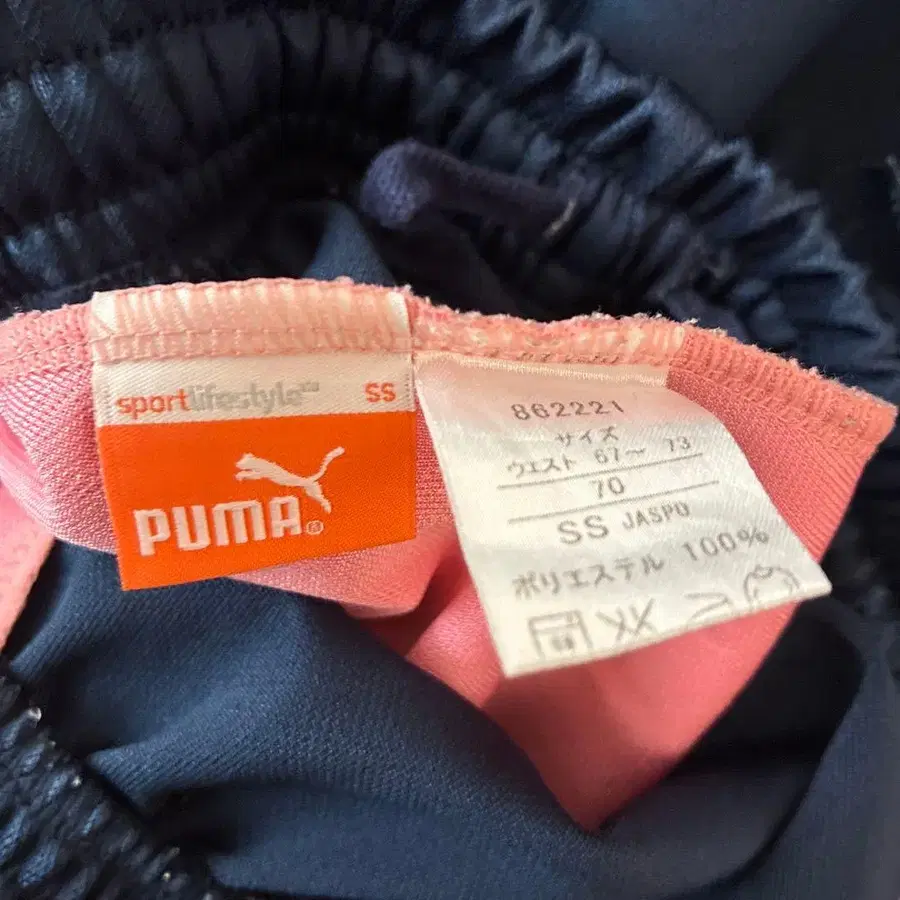 sportlifestyle SS
PUMA
862221
サイズ
ウエスト 67〜 73
70
SS JASPO
ポリエステル 100%